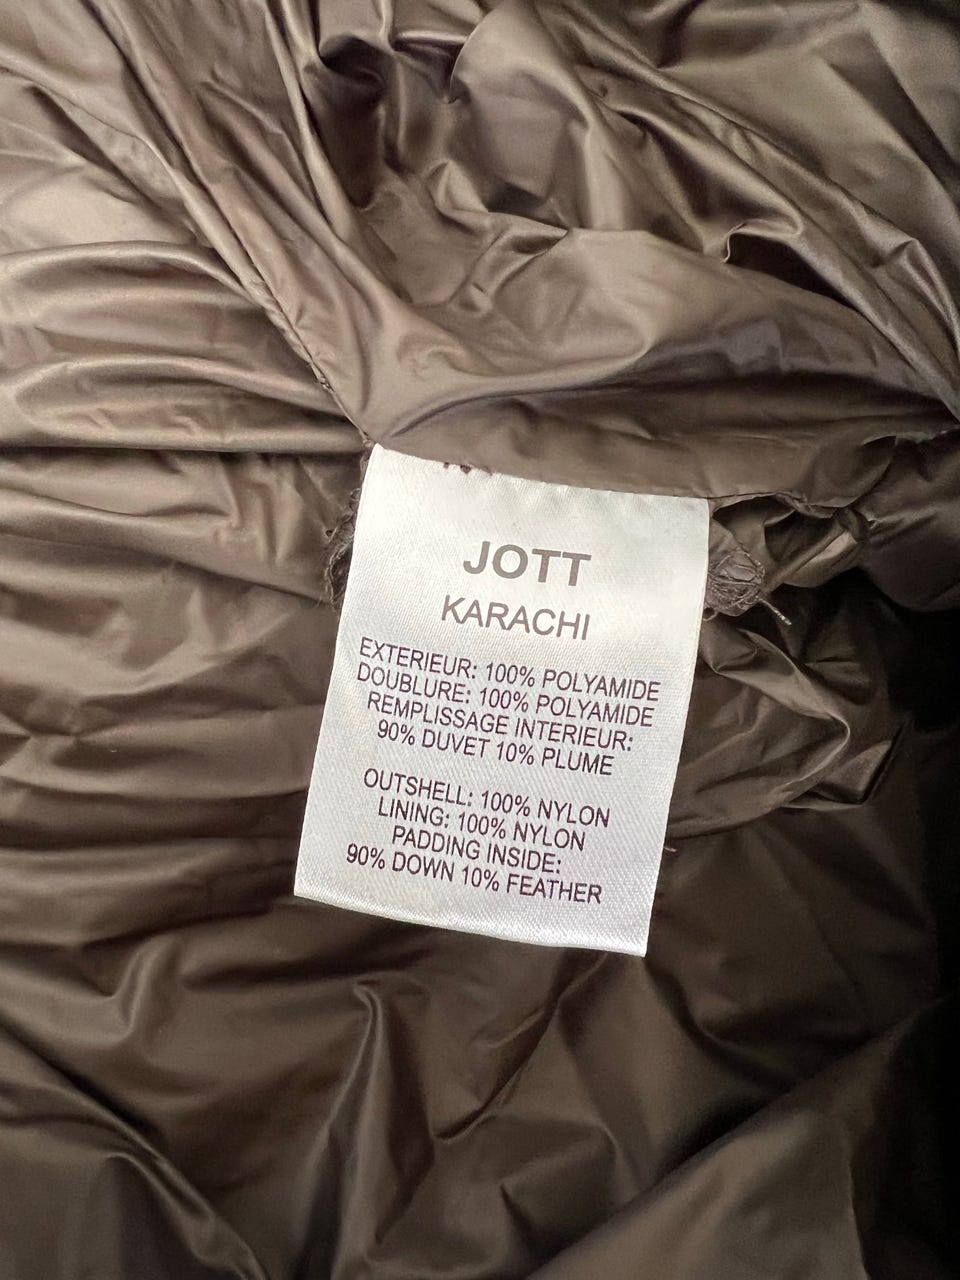 JOTT
KARACHI
EXTERIEUR: 100% POLYAMIDE
DOUBLURE: 100% POLYAMIDE
REMPLISSAGE INTERIEUR:
90% DUVET 10% PLUME
OUTSHELL: 100% NYLON
LINING: 100% NYLON
PADDING INSIDE:
90% DOWN 10% FEATHER